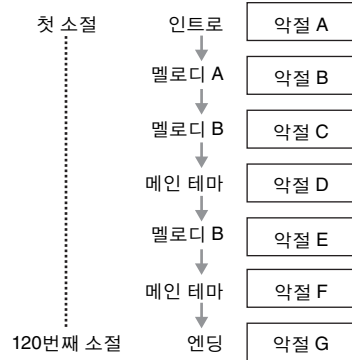 첫 소절 인트로 악절 A
멜로디 A 악절 B
멜로디 B 악절 C
메인 테마 악절 D
멜로디 B 악절 E
메인 테마 악절 F
120번째 소절 엔딩 악절 G